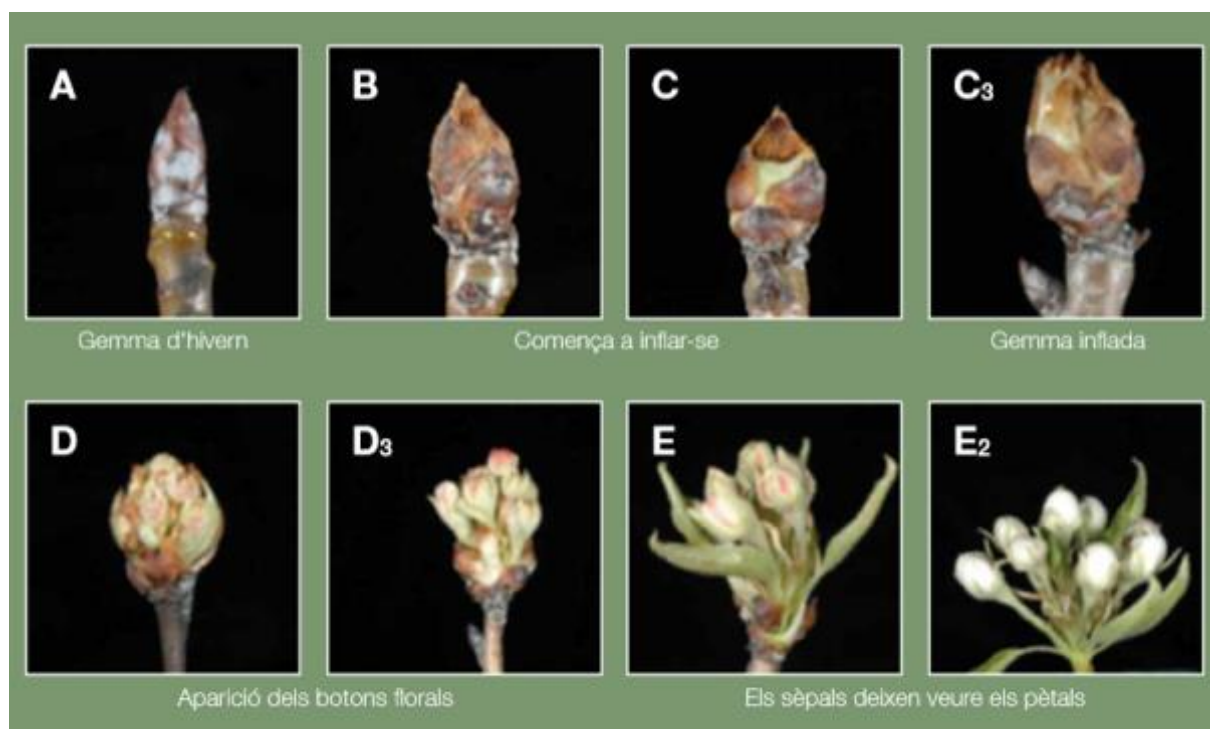 A
B
C
C₃
Gemma d'hivern
Comença a inflar-se
Gemma inflada
D
D₃
E
E₂
Aparició dels botons florals
Els sèpals deixen veure els pètals